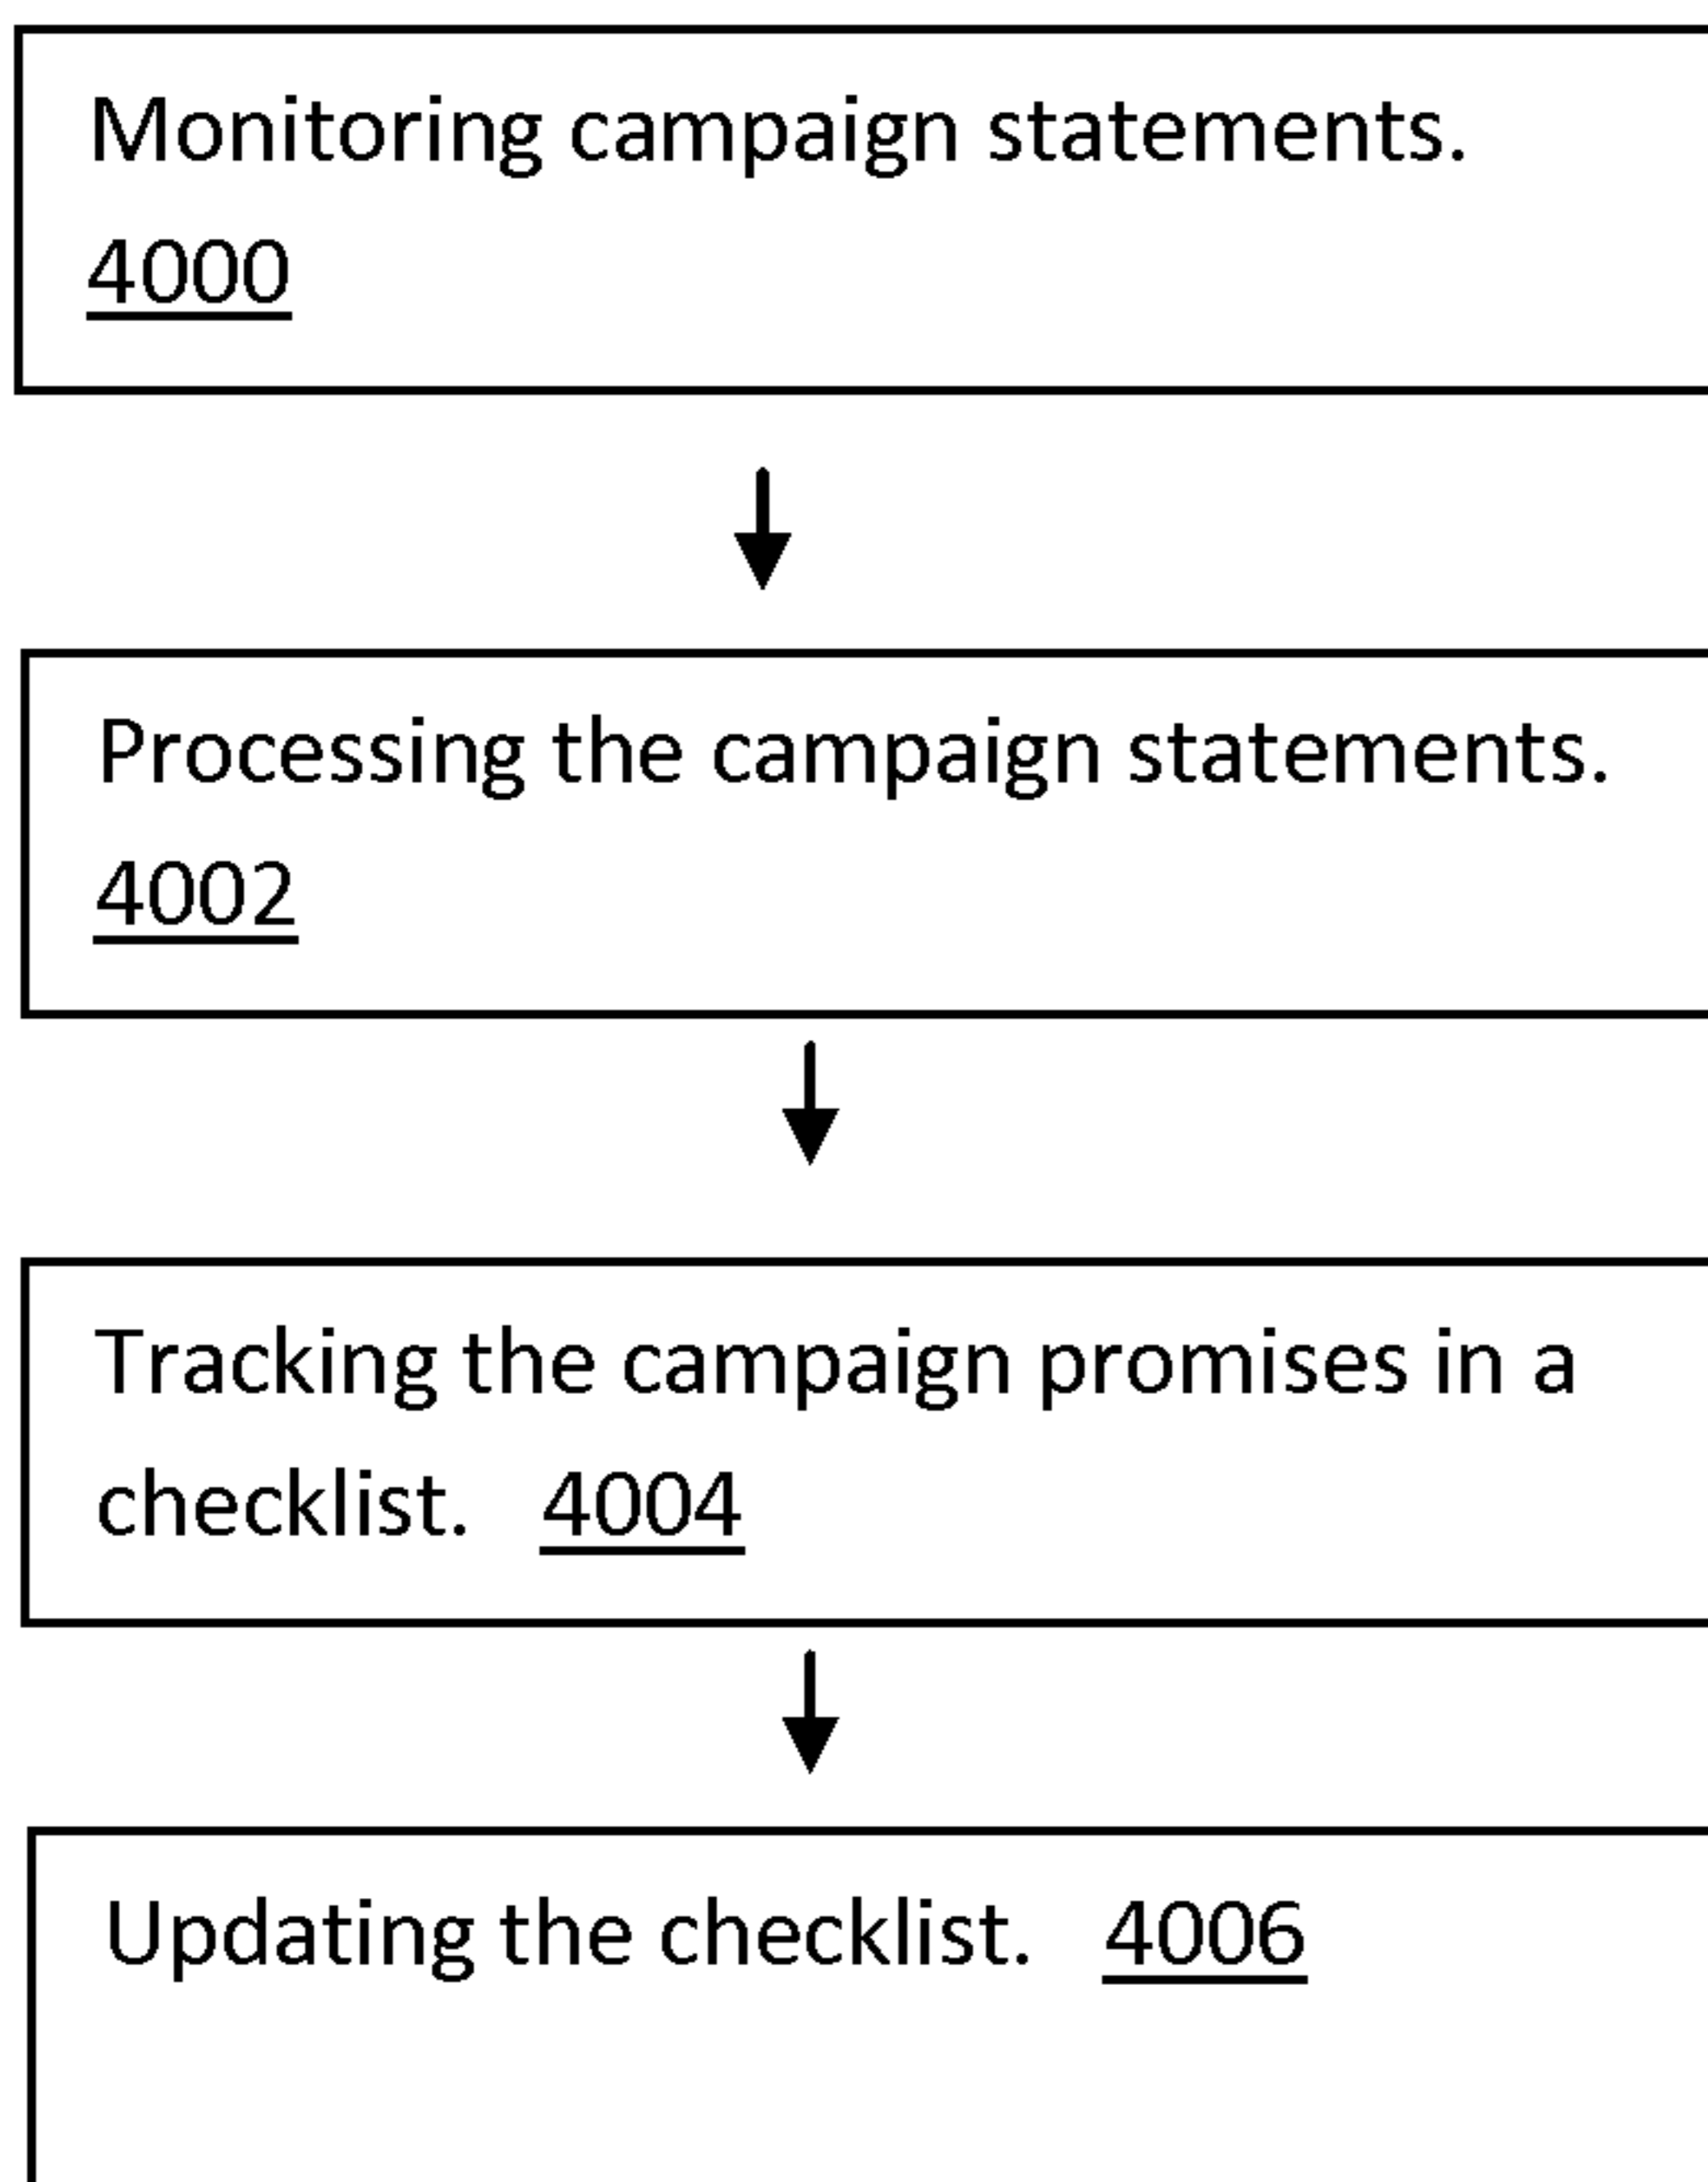 Monitoring campaign statements.
4000
Processing the campaign statements.
4002
Tracking the campaign promises in a
checklist. 4004
Updating the checklist. 4006